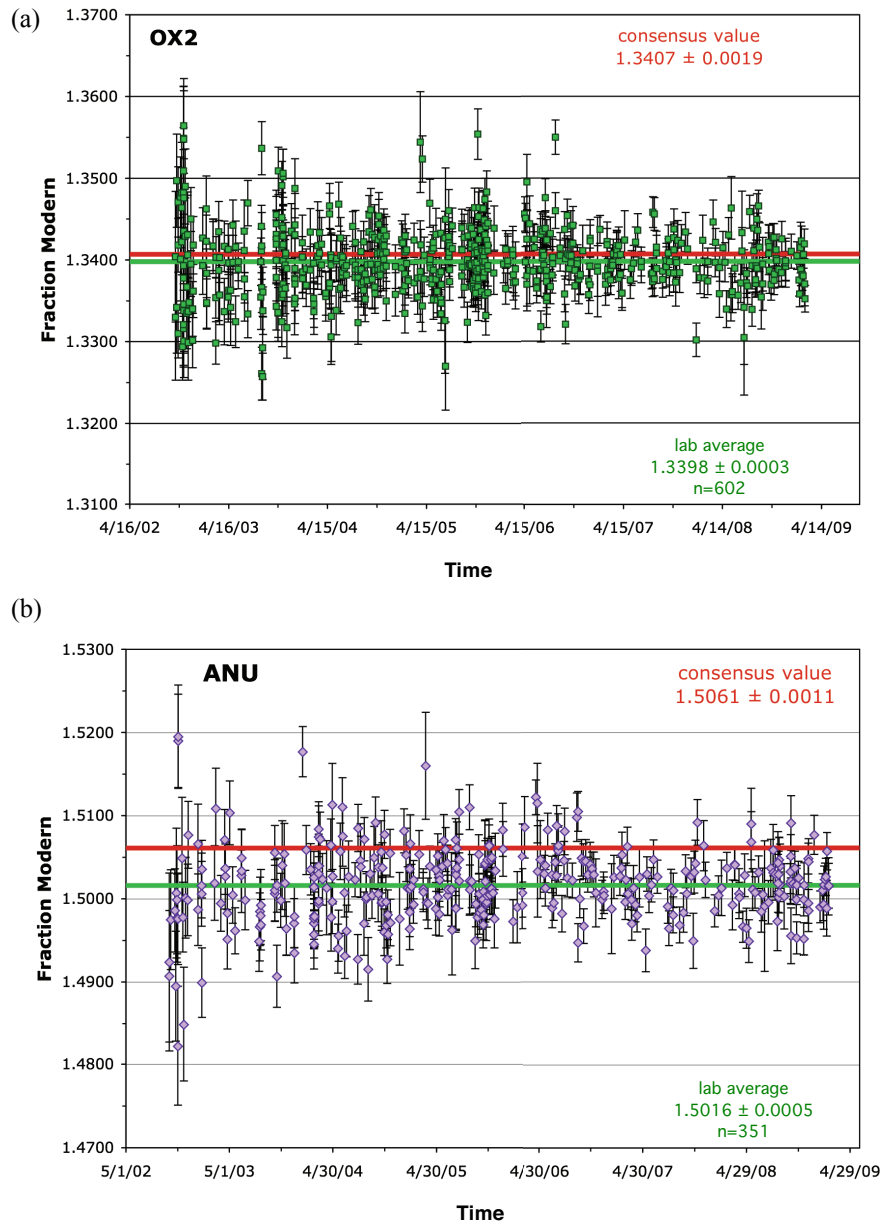 (a)
OX2
consensus value
1.3407 ± 0.0019
1.3700
1.3600
1.3500
1.3400
1.3300
1.3200
1.3100
Fraction Modern
lab average
1.3398 ± 0.0003
n=602
4/16/02 4/16/03 4/15/04 4/15/05 4/15/06 4/15/07 4/14/08 4/14/09
Time
(b)
ANU
consensus value
1.5061 ± 0.0011
1.5300
1.5200
1.5100
1.5000
1.4900
1.4800
1.4700
Fraction Modern
lab average
1.5016 ± 0.0005
n=351
5/1/02 5/1/03 4/30/04 4/30/05 4/30/06 4/30/07 4/29/08 4/29/09
Time